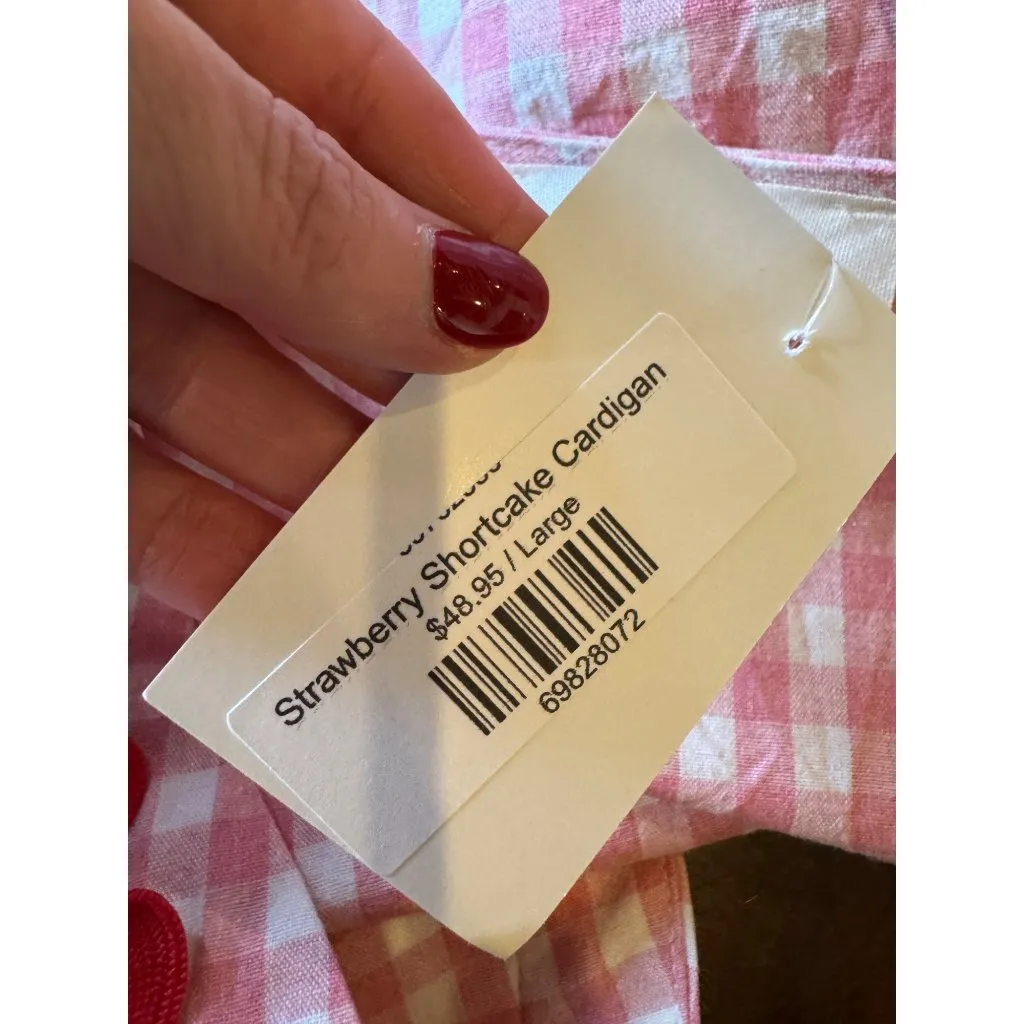 Strawberry Shortcake Cardigan
$48.95 / Large
69828072